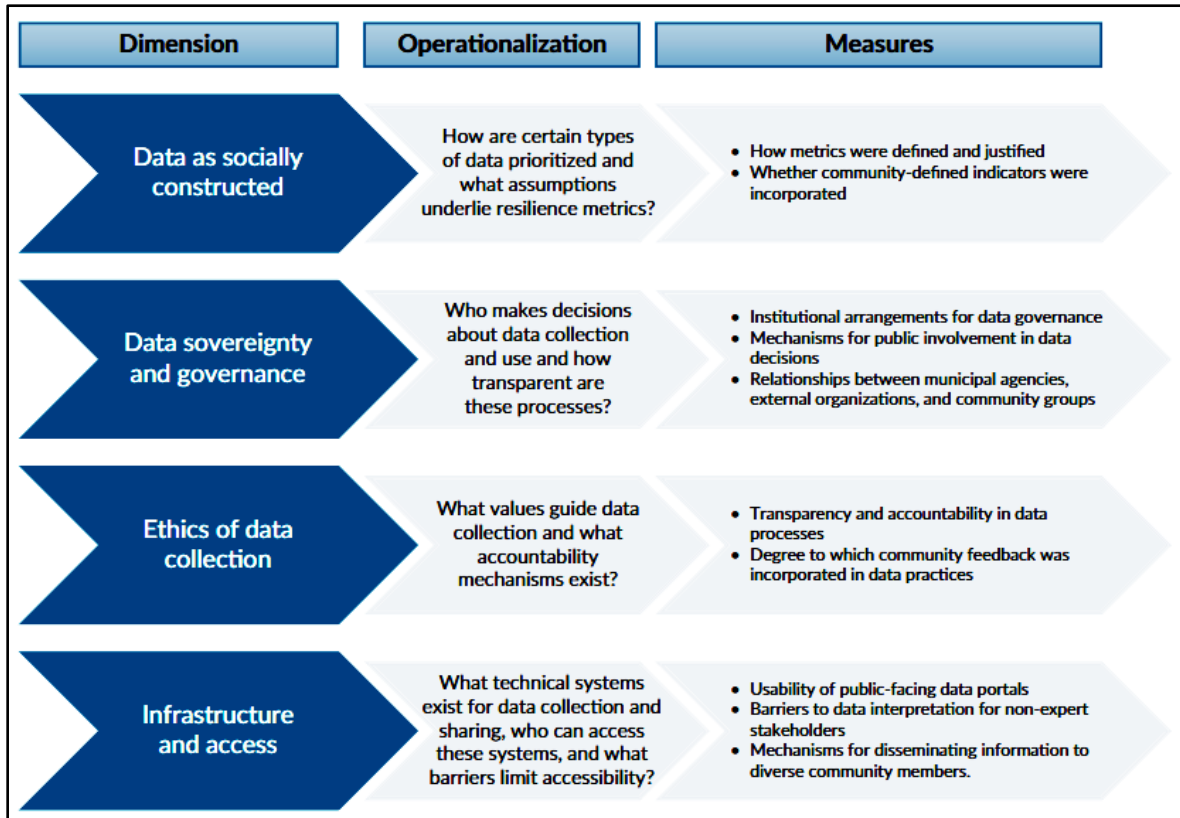 Dimension
Operationalization
Measures
Data as socially
constructed
How are certain types
of data prioritized and
what assumptions
underlie resilience metrics?
• How metrics were defined and justified
• Whether community-defined indicators were
incorporated
Data sovereignty
and governance
Who makes decisions
about data collection
and use and how
transparent are
these processes?
• Institutional arrangements for data governance
• Mechanisms for public involvement in data
decisions
• Relationships between municipal agencies,
external organizations, and community groups
Ethics of data
collection
What values guide data
collection and what
accountability
mechanisms exist?
• Transparency and accountability in data
processes
• Degree to which community feedback was
incorporated in data practices
Infrastructure
and access
What technical systems
exist for data collection and
sharing, who can access
these systems, and what
barriers limit accessibility?
• Usability of public-facing data portals
• Barriers to data interpretation for non-expert
stakeholders
• Mechanisms for disseminating information to
diverse community members.